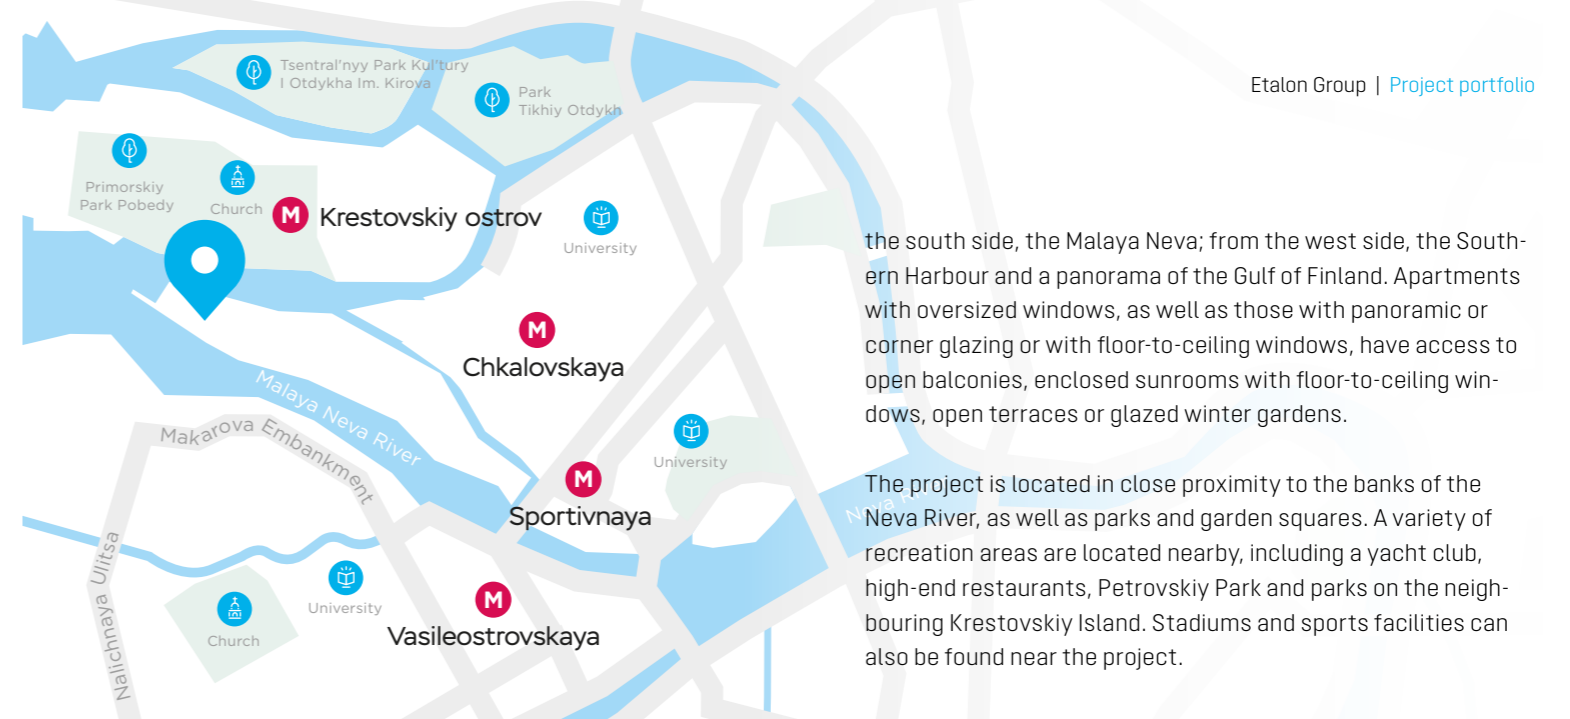 Etalon Group | Project portfolio
Tsentral'nyy Park Kul'tury
I Otdykha Im. Kirova
Park
Tikhiy Otdykh
Primorskiy
Park Pobedy
Church
M
Krestovskiy ostrov
University
M
Chkalovskaya
Malaya Neva River
Makarova Embankment
University
M
Sportivnaya
Neva Ri
Nalichnaya Ulitsa
University
Church
M
Vasileostrovskaya
the south side, the Malaya Neva; from the west side, the South-
ern Harbour and a panorama of the Gulf of Finland. Apartments
with oversized windows, as well as those with panoramic or
corner glazing or with floor-to-ceiling windows, have access to
open balconies, enclosed sunrooms with floor-to-ceiling win-
dows, open terraces or glazed winter gardens.
The project is located in close proximity to the banks of the
Neva River, as well as parks and garden squares. A variety of
recreation areas are located nearby, including a yacht club,
high-end restaurants, Petrovskiy Park and parks on the neigh-
bouring Krestovskiy Island. Stadiums and sports facilities can
also be found near the project.